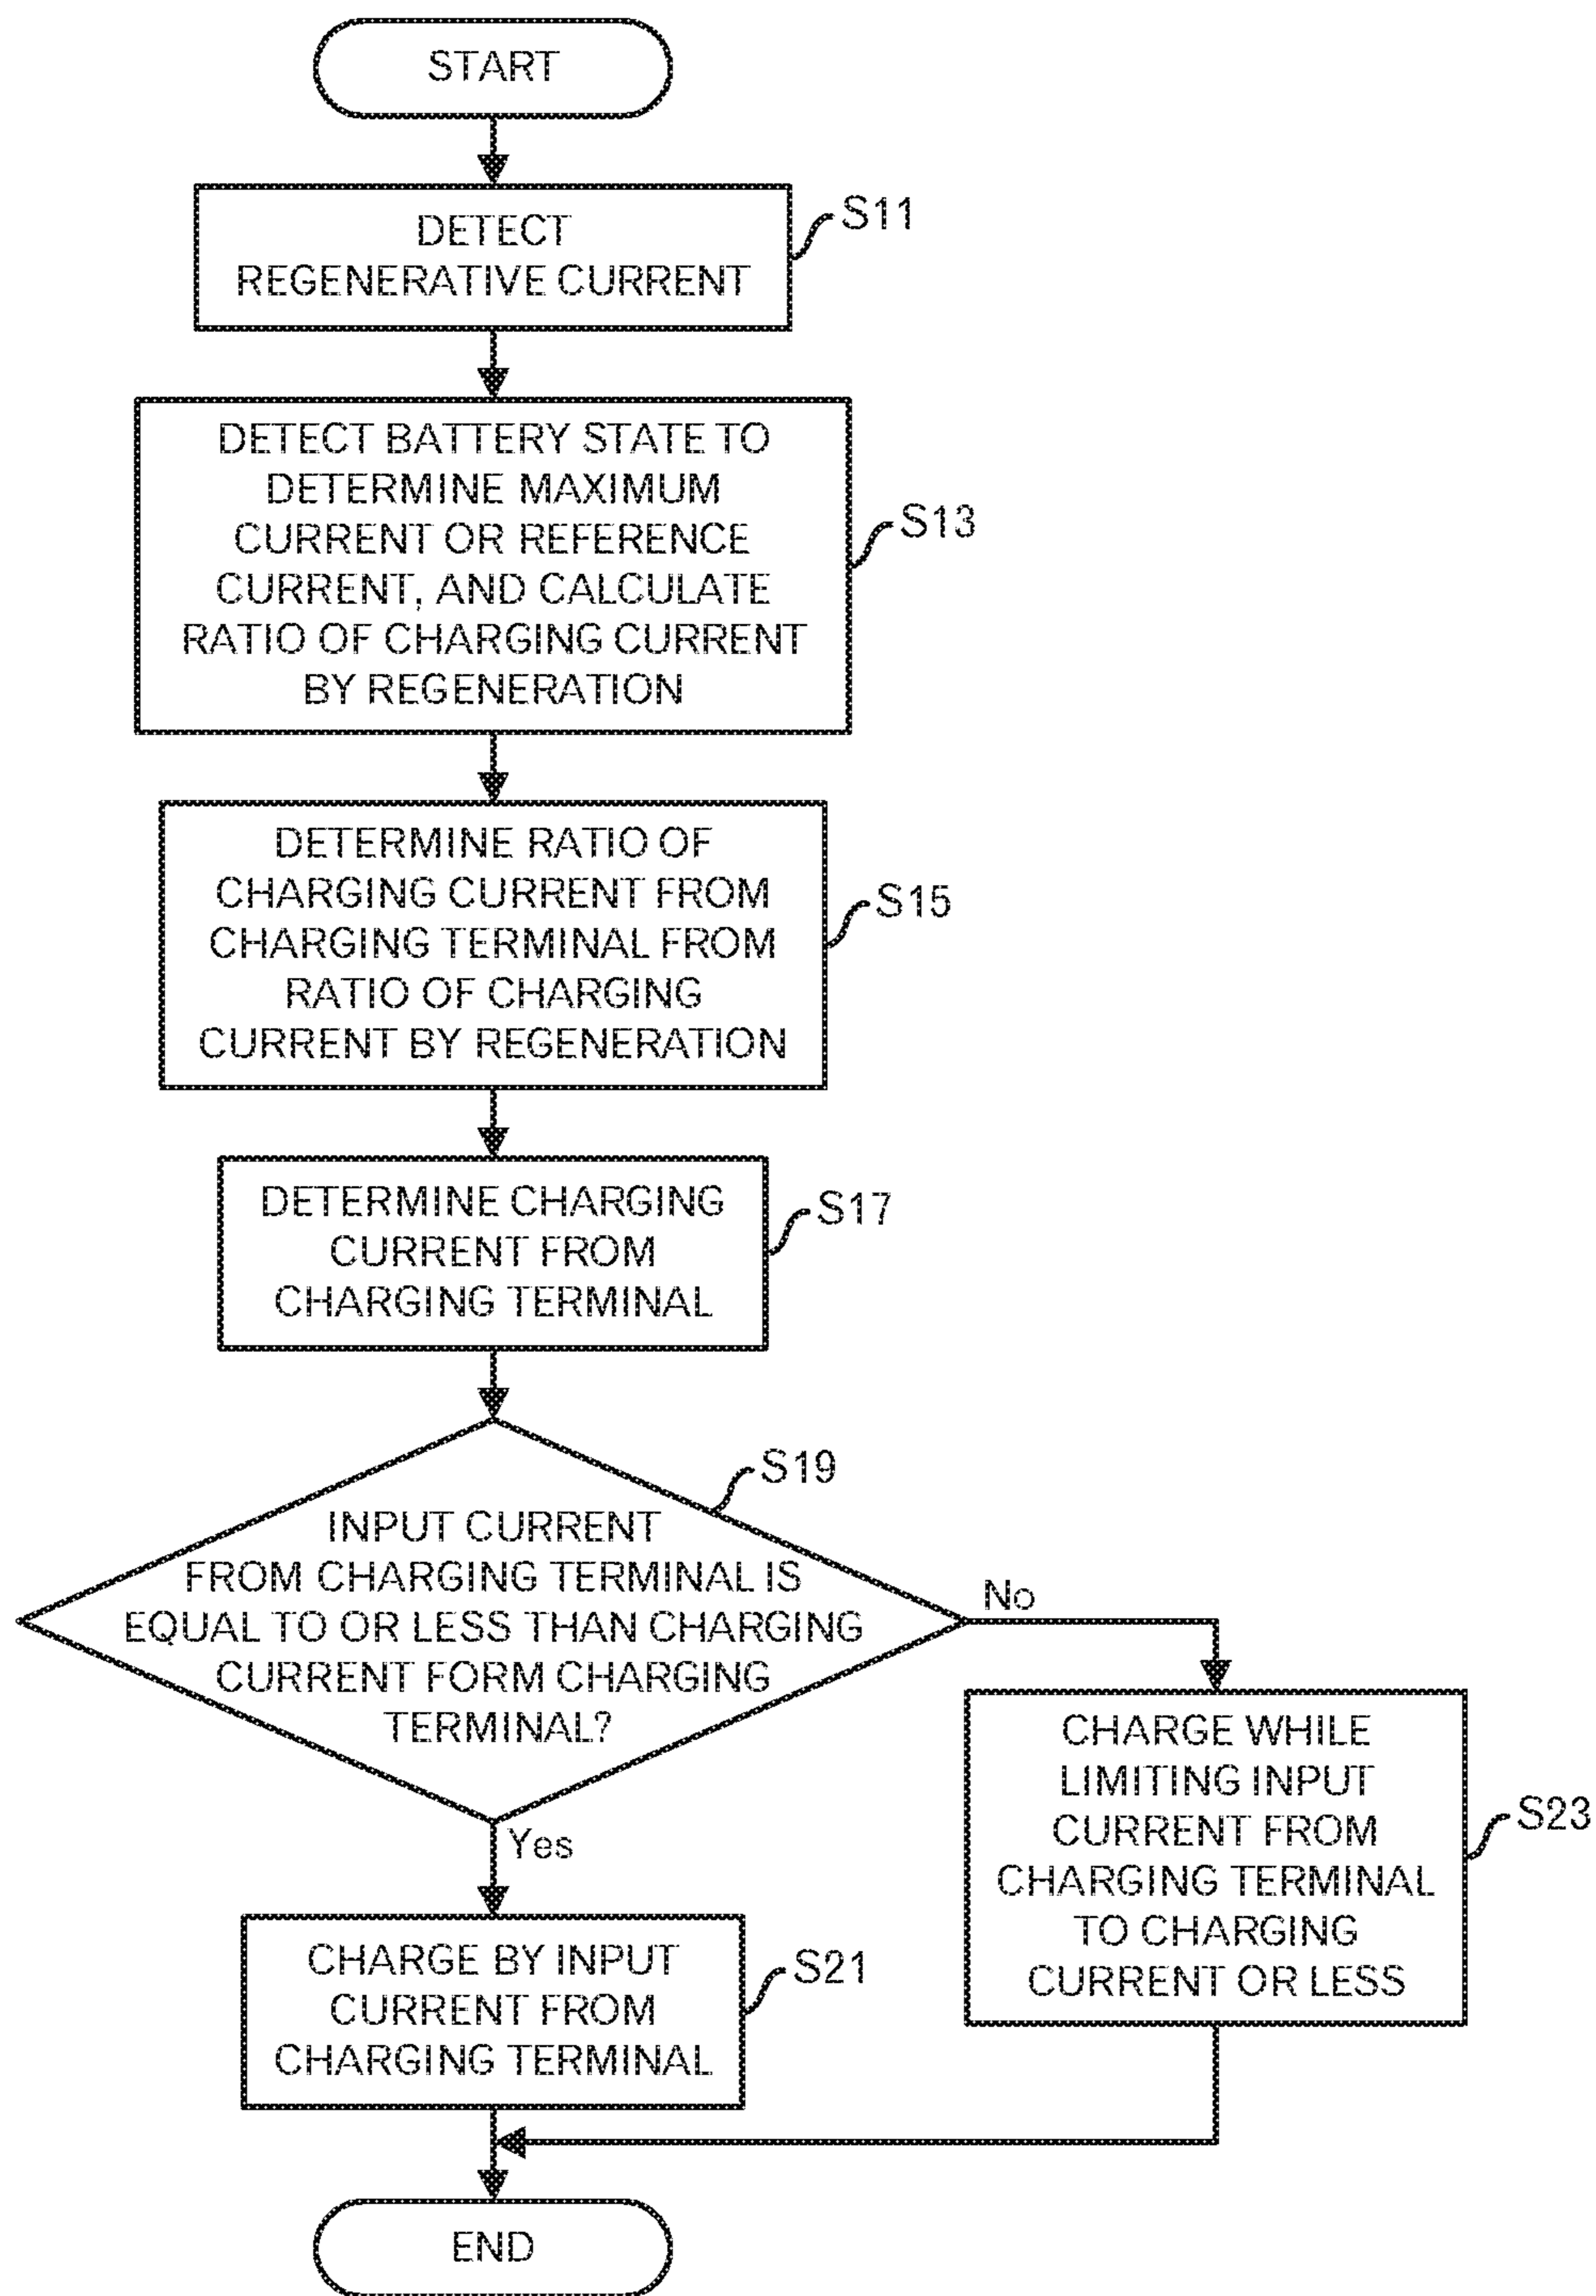 START
DETECT
REGENERATIVE CURRENT
S11
DETECT BATTERY STATE TO
DETERMINE MAXIMUM
CURRENT OR REFERENCE
CURRENT, AND CALCULATE
RATIO OF CHARGING CURRENT
BY REGENERATION
S13
DETERMINE RATIO OF
CHARGING CURRENT FROM
CHARGING TERMINAL FROM
RATIO OF CHARGING
CURRENT BY REGENERATION
S15
DETERMINE CHARGING
CURRENT FROM
CHARGING TERMINAL
S17
S19
INPUT CURRENT
FROM CHARGING TERMINAL IS
EQUAL TO OR LESS THAN CHARGING
CURRENT FORM CHARGING
TERMINAL?
No
Yes
CHARGE WHILE
LIMITING INPUT
CURRENT FROM
CHARGING TERMINAL
TO CHARGING
CURRENT OR LESS
S23
CHARGE BY INPUT
CURRENT FROM
CHARGING TERMINAL
S21
END